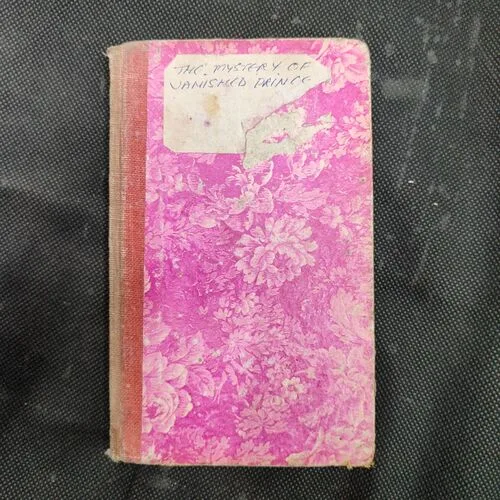 THE MYSTERY OF
VANISHED PRINCE